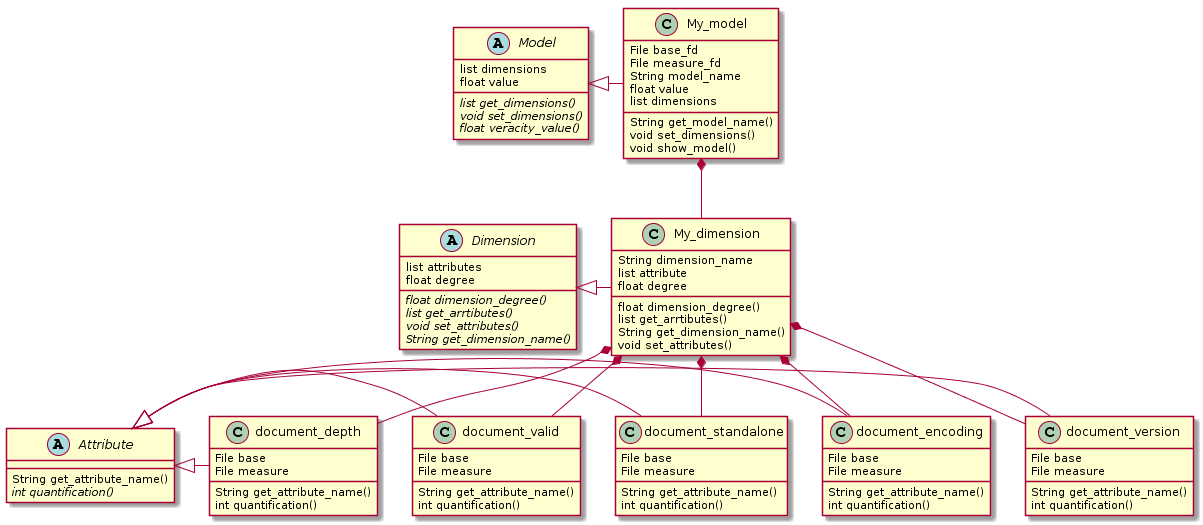 A Model
list dimensions
float value
list get_dimensions()
void set_dimensions()
float veracity_value()
C My_model
File base_fd
File measure_fd
String model_name
float value
list dimensions
String get_model_name()
void set_dimensions()
void show_model()
A Dimension
list attributes
float degree
float dimension_degree()
list get_arrtibutes()
void set_attributes()
String get_dimension_name()
C My_dimension
String dimension_name
list attribute
float degree
float dimension_degree()
list get_arrtibutes()
String get_dimension_name()
void set_attributes()
A Attribute
String get_attribute_name()
int quantification()
C document_depth
File base
File measure
String get_attribute_name()
int quantification()
C document_valid
File base
File measure
String get_attribute_name()
int quantification()
C document_standalone
File base
File measure
String get_attribute_name()
int quantification()
C document_encoding
File base
File measure
String get_attribute_name()
int quantification()
C document_version
File base
File measure
String get_attribute_name()
int quantification()